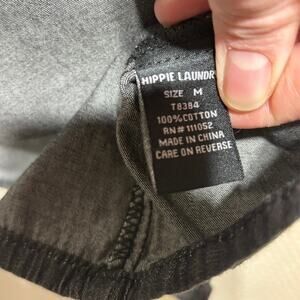 HIPPIE LAUNDR
SIZE M
T8384
100%COTTON
RN# 111052
MADE IN CHINA
CARE ON REVERSE